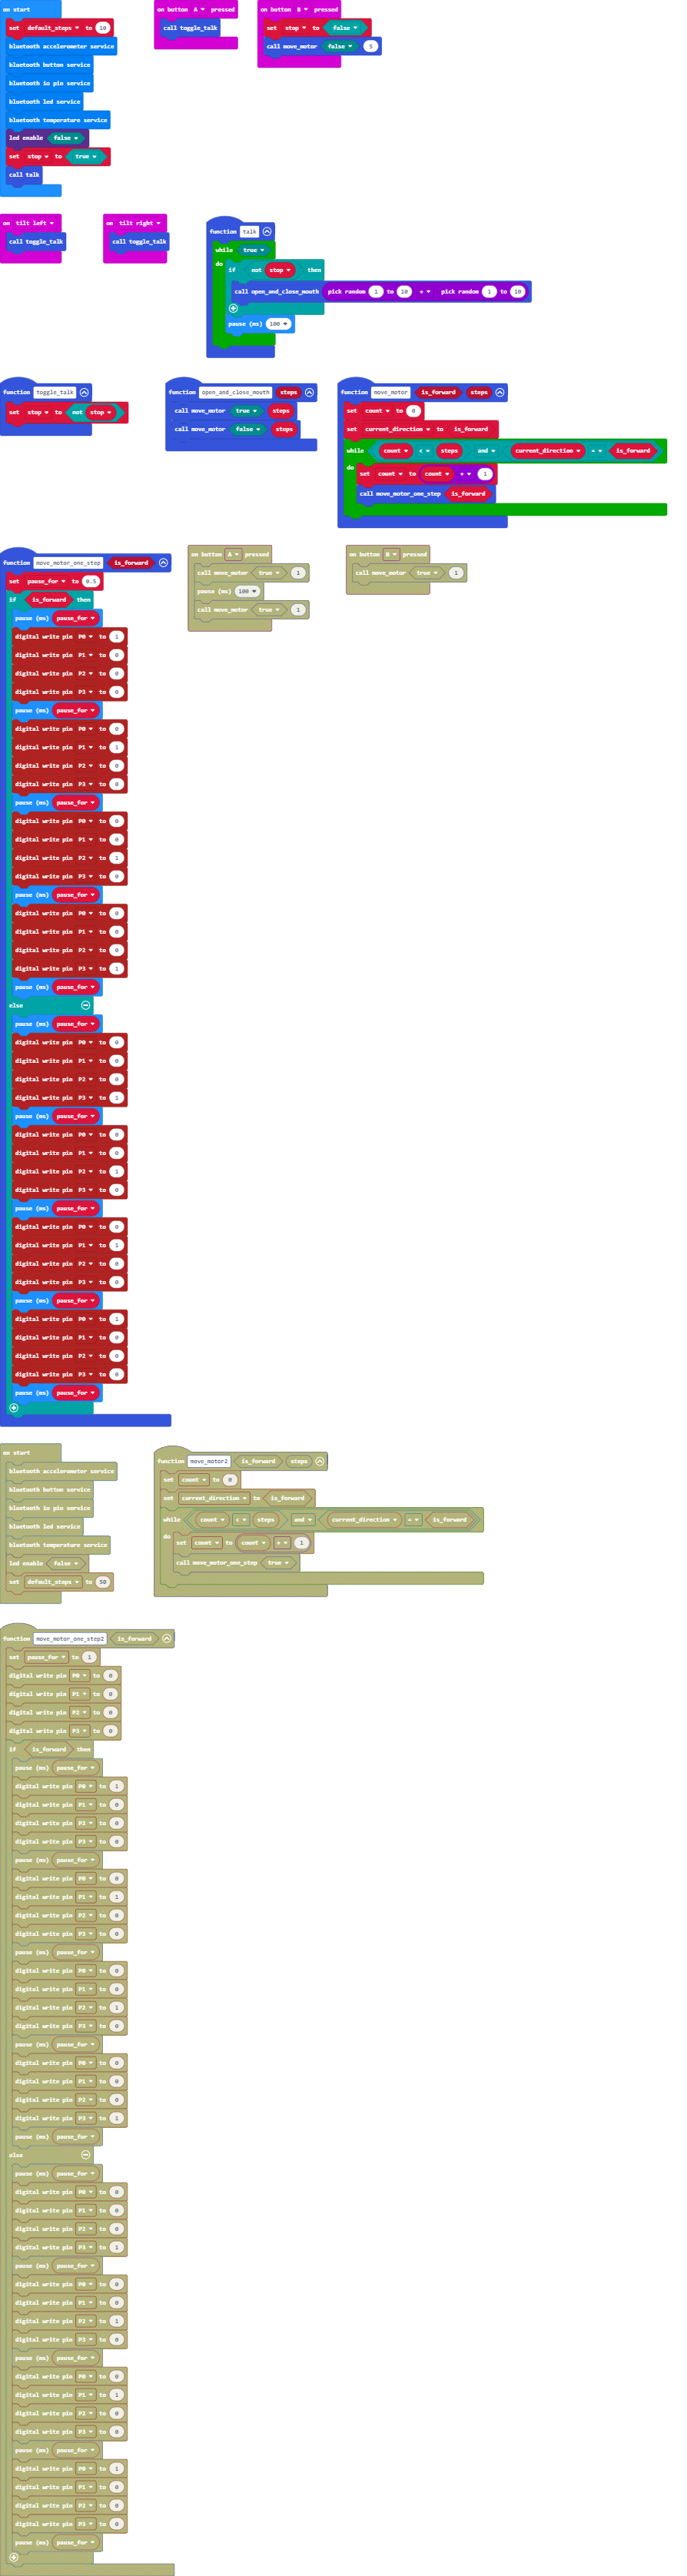 on start
set default_steps to 10
bluetooth accelerometer service
bluetooth button service
bluetooth io pin service
bluetooth led service
bluetooth temperature service
led enable false
set stop to true
call talk
on button A pressed
call toggle_talk
on button B pressed
set stop to false
call move_motor false 5
on tilt left
call toggle_talk
on tilt right
call toggle_talk
function talk
while true
do
if not stop then
call open_and_close_mouth pick random 1 to 10 + pick random 1 to 10
pause (ms) 100
function toggle_talk
set stop to not stop
function open_and_close_mouth steps
call move_motor true steps
call move_motor false steps
function move_motor is_forward steps
set count to 0
set current_direction to is_forward
while count < steps and current_direction = is_forward
do
set count to count + 1
call move_motor_one_step is_forward
function move_motor_one_step is_forward
set pause_for to 0.5
if is_forward then
pause (ms) pause_for
digital write pin P0 to 1
digital write pin P1 to 0
digital write pin P2 to 0
digital write pin P3 to 0
pause (ms) pause_for
digital write pin P0 to 0
digital write pin P1 to 1
digital write pin P2 to 0
digital write pin P3 to 0
pause (ms) pause_for
digital write pin P0 to 0
digital write pin P1 to 0
digital write pin P2 to 1
digital write pin P3 to 0
pause (ms) pause_for
digital write pin P0 to 0
digital write pin P1 to 0
digital write pin P2 to 0
digital write pin P3 to 1
pause (ms) pause_for
else
pause (ms) pause_for
digital write pin P0 to 0
digital write pin P1 to 0
digital write pin P2 to 0
digital write pin P3 to 1
pause (ms) pause_for
digital write pin P0 to 0
digital write pin P1 to 0
digital write pin P2 to 1
digital write pin P3 to 0
pause (ms) pause_for
digital write pin P0 to 0
digital write pin P1 to 1
digital write pin P2 to 0
digital write pin P3 to 0
pause (ms) pause_for
digital write pin P0 to 1
digital write pin P1 to 0
digital write pin P2 to 0
digital write pin P3 to 0
pause (ms) pause_for
on button A pressed
call move_motor true 1
pause (ms) 100
call move_motor true 1
on button B pressed
call move_motor true 1
on start
bluetooth accelerometer service
bluetooth button service
bluetooth io pin service
bluetooth led service
bluetooth temperature service
led enable false
set default_steps to 50
function move_motor2 is_forward steps
set count to 0
set current_direction to is_forward
while count < steps and current_direction = is_forward
do
set count to count + 1
call move_motor_one_step true
function move_motor_one_step2 is_forward
set pause_for to 1
digital write pin P0 to 0
digital write pin P1 to 0
digital write pin P2 to 0
digital write pin P3 to 0
if is_forward then
pause (ms) pause_for
digital write pin P0 to 1
digital write pin P1 to 0
digital write pin P2 to 0
digital write pin P3 to 0
pause (ms) pause_for
digital write pin P0 to 0
digital write pin P1 to 1
digital write pin P2 to 0
digital write pin P3 to 0
pause (ms) pause_for
digital write pin P0 to 0
digital write pin P1 to 0
digital write pin P2 to 1
digital write pin P3 to 0
pause (ms) pause_for
digital write pin P0 to 0
digital write pin P1 to 0
digital write pin P2 to 0
digital write pin P3 to 1
pause (ms) pause_for
else
pause (ms) pause_for
digital write pin P0 to 0
digital write pin P1 to 0
digital write pin P2 to 0
digital write pin P3 to 1
pause (ms) pause_for
digital write pin P0 to 0
digital write pin P1 to 0
digital write pin P2 to 1
digital write pin P3 to 0
pause (ms) pause_for
digital write pin P0 to 0
digital write pin P1 to 1
digital write pin P2 to 0
digital write pin P3 to 0
pause (ms) pause_for
digital write pin P0 to 1
digital write pin P1 to 0
digital write pin P2 to 0
digital write pin P3 to 0
pause (ms) pause_for